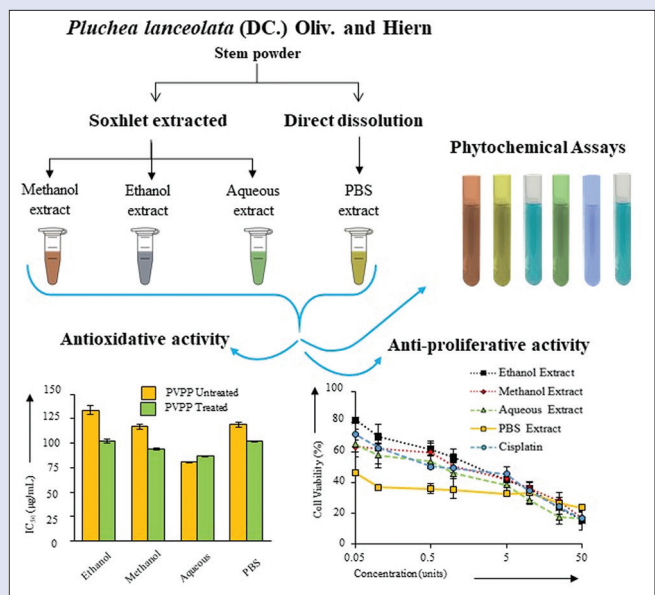 Pluchea lanceolata (DC.) Oliv. and Hiern
Stem powder
Soxhlet extracted
Direct dissolution
Methanol
extract
Ethanol
extract
Aqueous
extract
PBS
extract
Phytochemical Assays
Antioxidative activity
Anti-proliferative activity
PVPP Untreated
PVPP Treated
150
125
100
75
50
25
0
IC50 (µg/mL)
Ethanol
Methanol
Aqueous
PBS
Ethanol Extract
Methanol Extract
Aqueous Extract
PBS Extract
Cisplatin
100
80
60
40
20
0
Cell Viability (%)
0.05
0.5
5
50
Concentration (units)